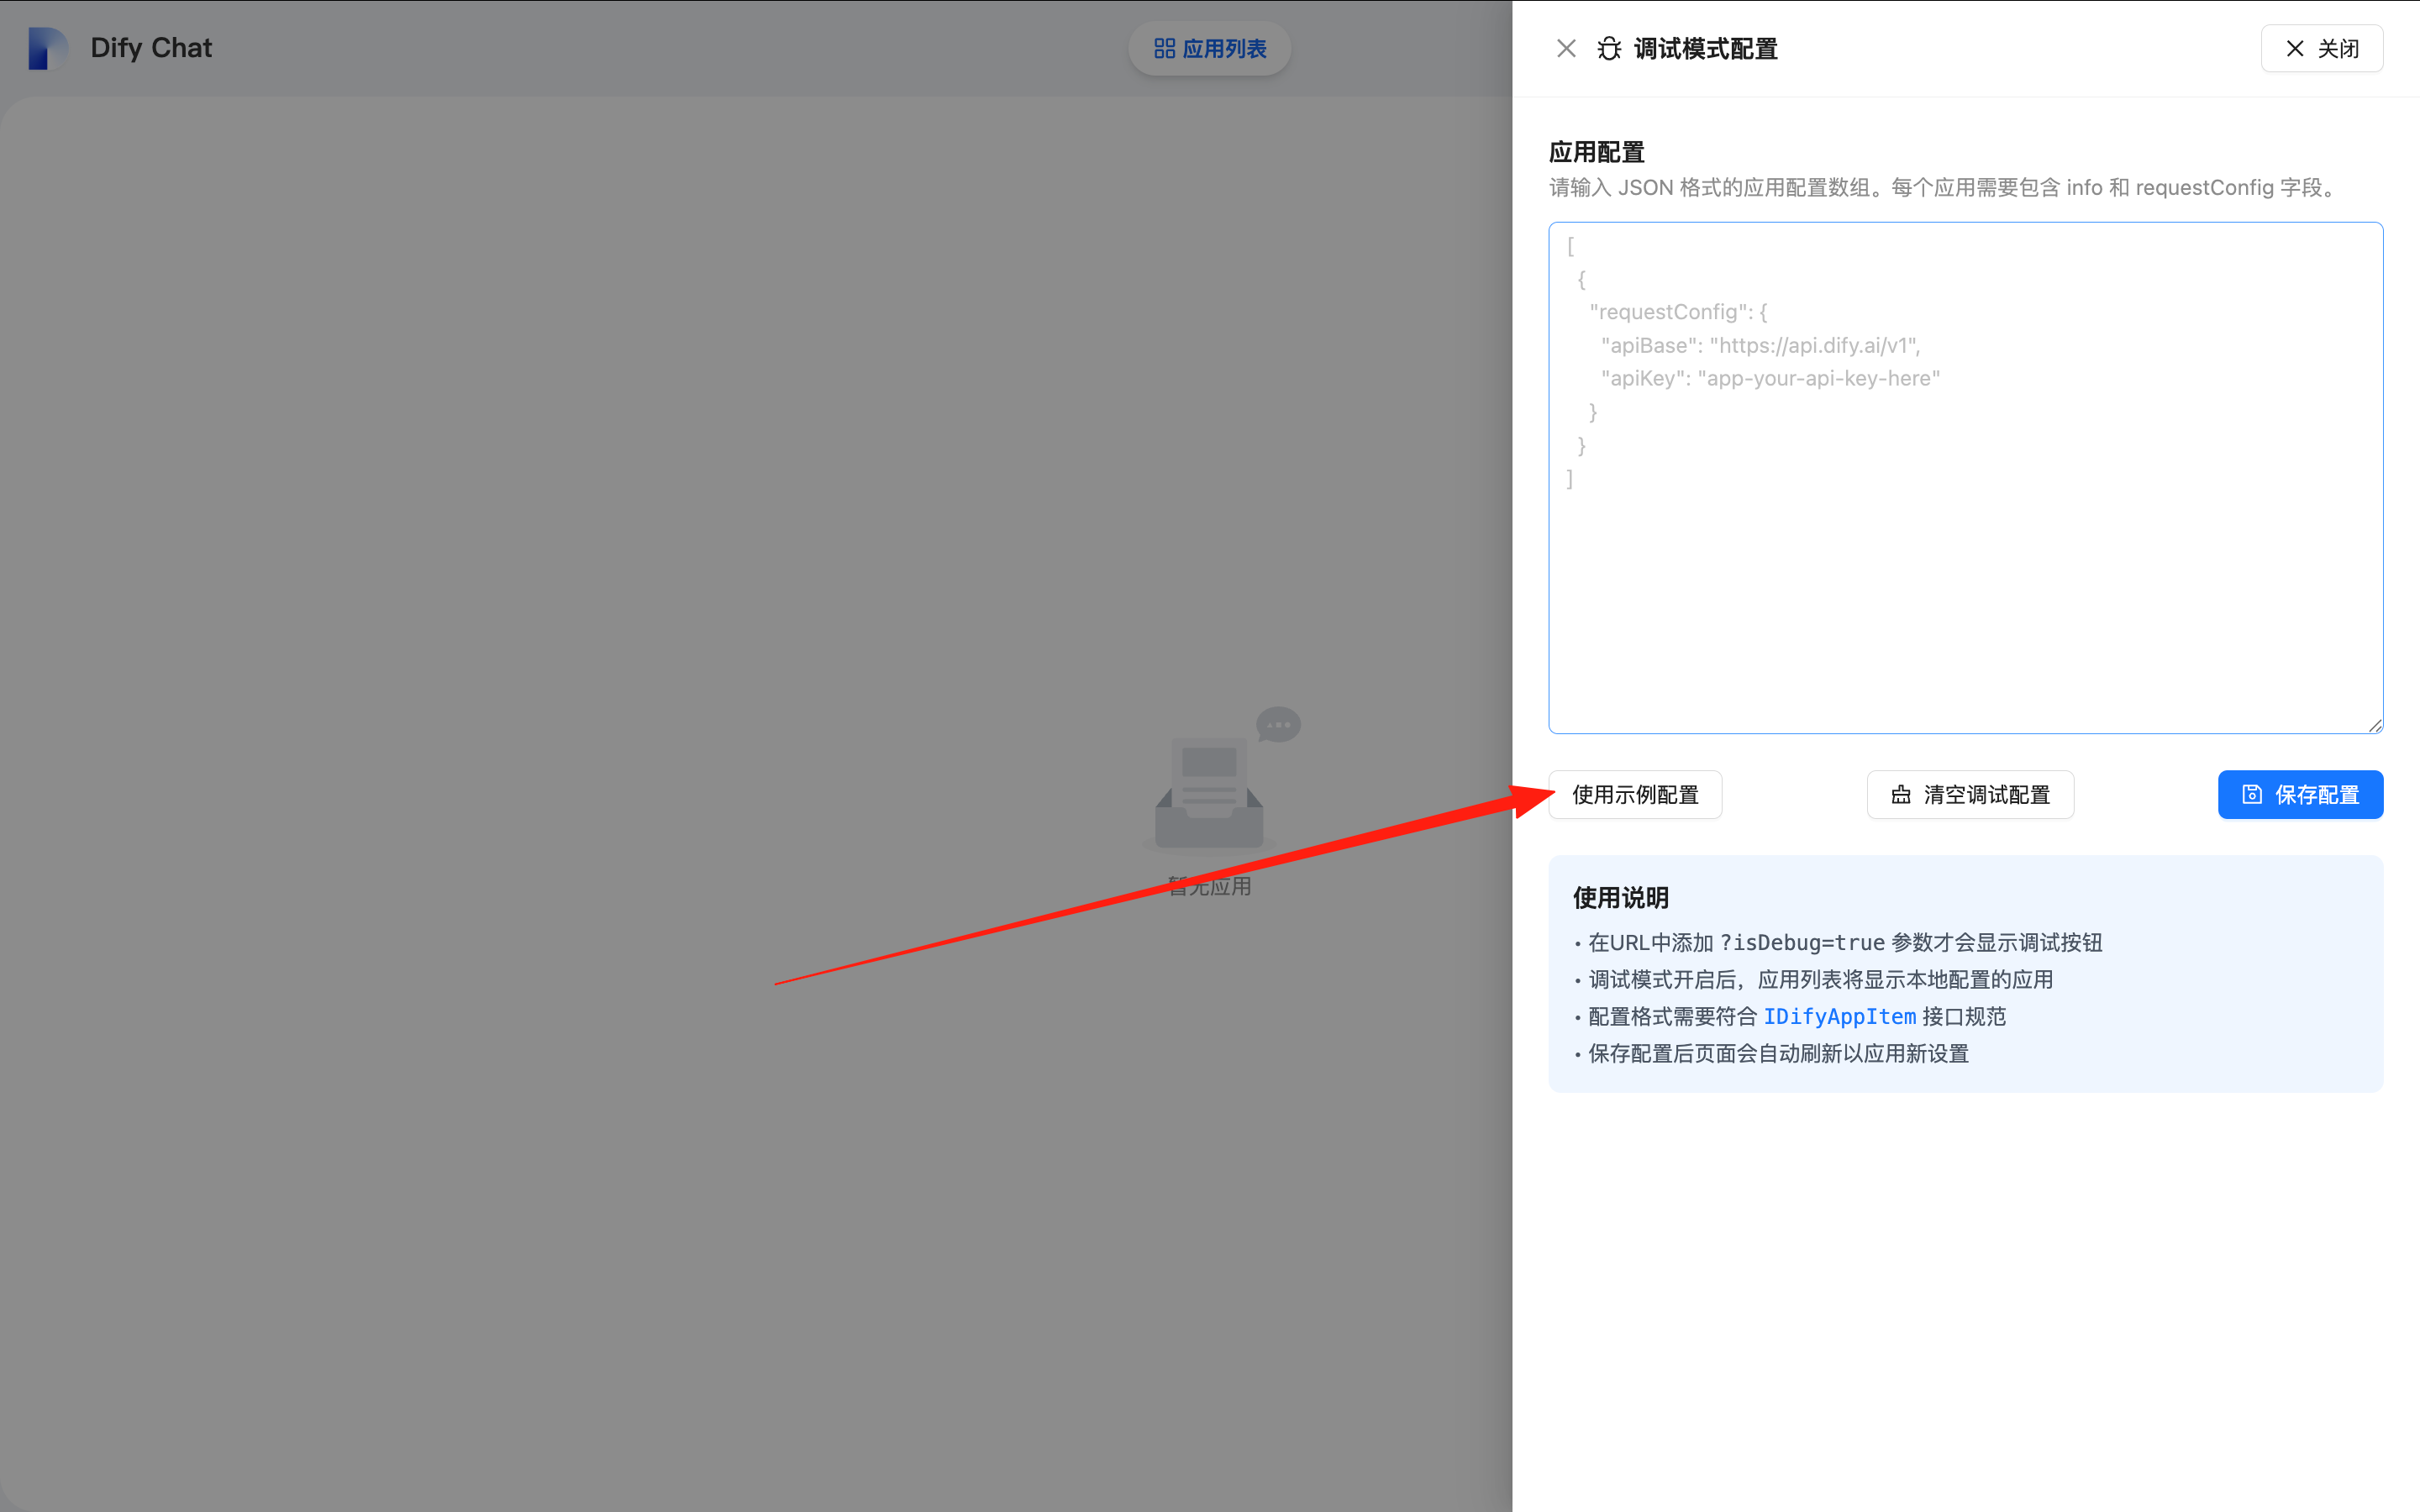 Dify Chat
应用列表
暂无应用
调试模式配置
关闭
应用配置
请输入 JSON 格式的应用配置数组。每个应用需要包含 info 和 requestConfig 字段。
[
{
"requestConfig": {
"apiBase": "https://api.dify.ai/v1",
"apiKey": "app-your-api-key-here"
}
}
]
使用示例配置
清空调试配置
保存配置
使用说明
• 在URL中添加 ?isDebug=true 参数才会显示调试按钮
• 调试模式开启后，应用列表将显示本地配置的应用
• 配置格式需要符合 IDifyAppItem 接口规范
• 保存配置后页面会自动刷新以应用新设置